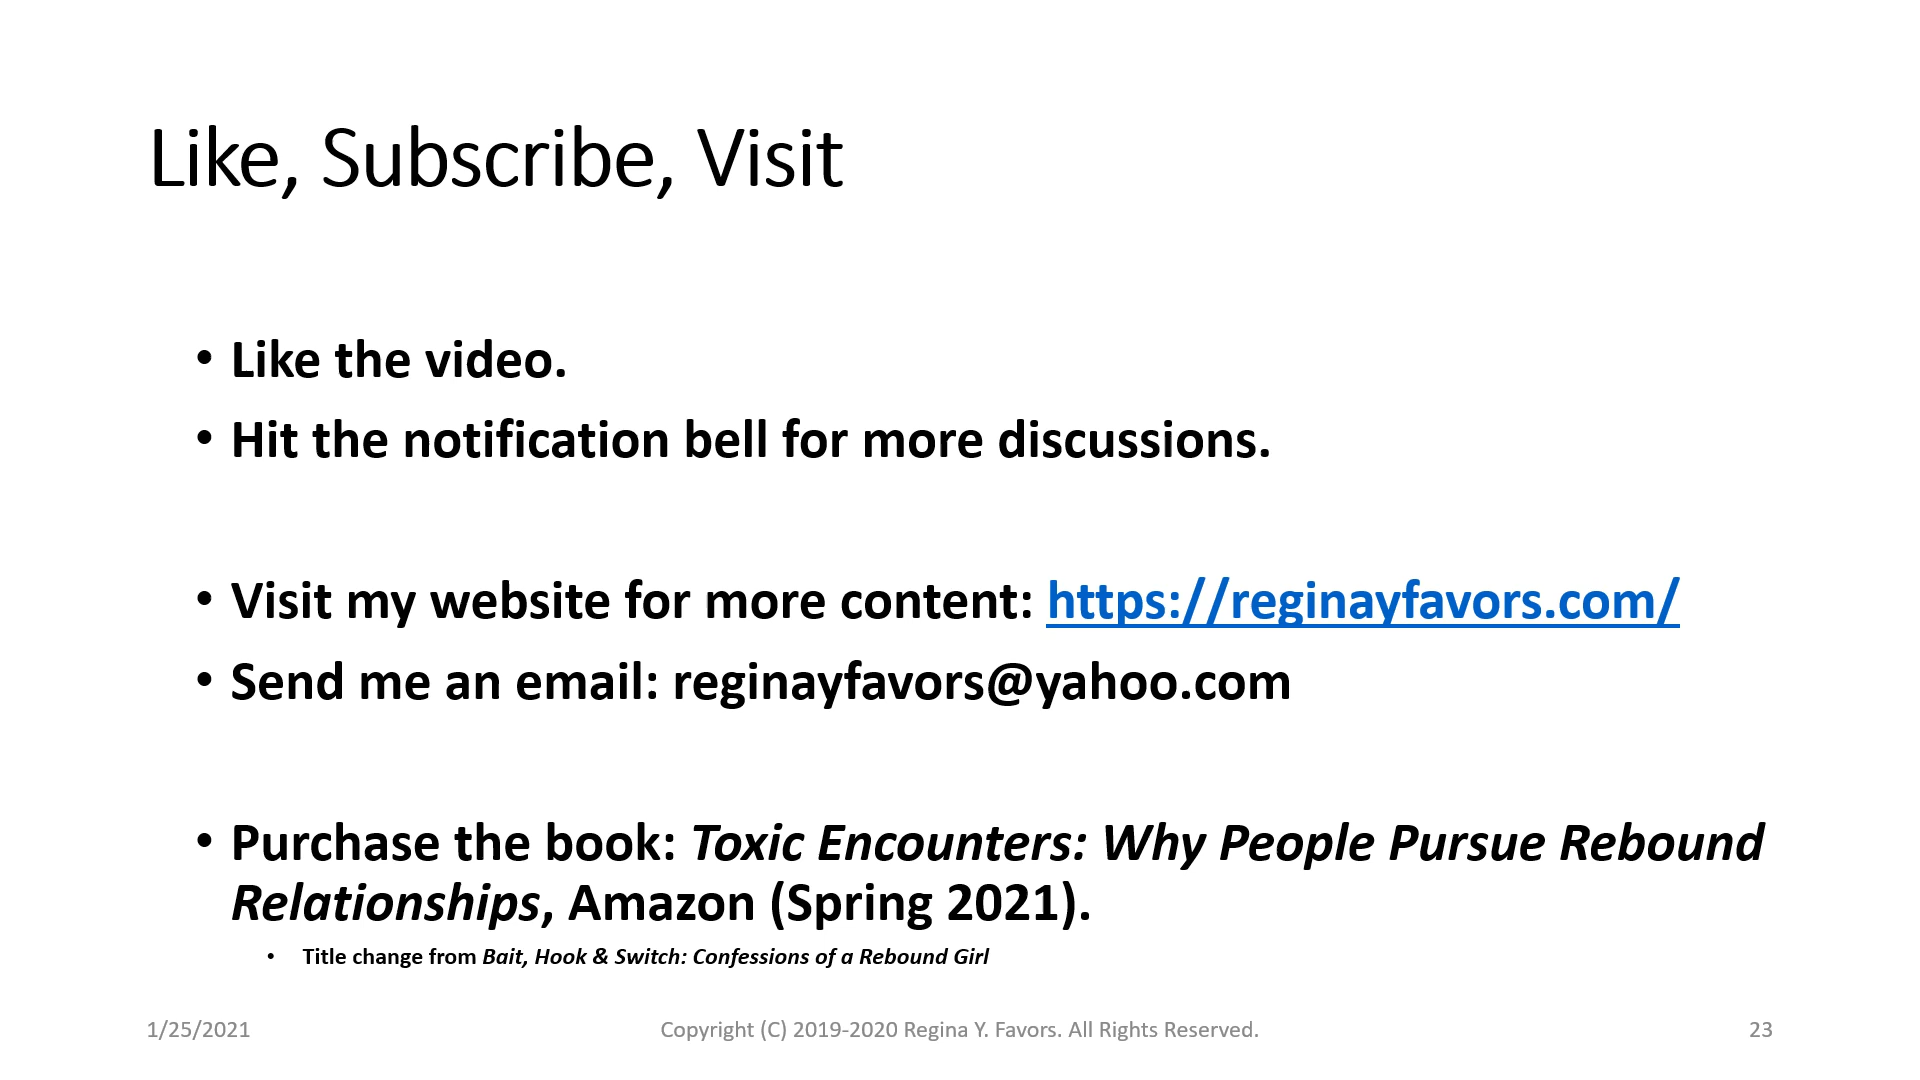 Like, Subscribe, Visit
• Like the video.
• Hit the notification bell for more discussions.
• Visit my website for more content: https://reginayfavors.com/
• Send me an email: reginayfavors@yahoo.com
• Purchase the book: Toxic Encounters: Why People Pursue Rebound
Relationships, Amazon (Spring 2021).
• Title change from Bait, Hook & Switch: Confessions of a Rebound Girl
1/25/2021
Copyright (C) 2019-2020 Regina Y. Favors. All Rights Reserved.
23